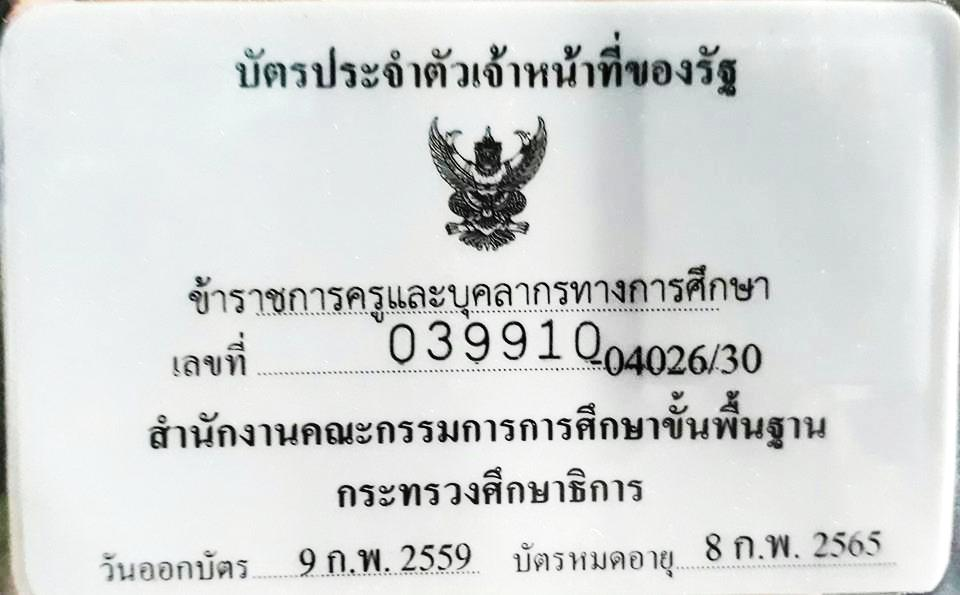 บัตรประจำตัวเจ้าหน้าที่ของรัฐ
ข้าราชการครูและบุคลากรทางการศึกษา
เลขที่ 039910-04026/30
สำนักงานคณะกรรมการการศึกษาขั้นพื้นฐาน
กระทรวงศึกษาธิการ
วันออกบัตร 9 ก.พ. 2559 บัตรหมดอายุ 8 ก.พ. 2565